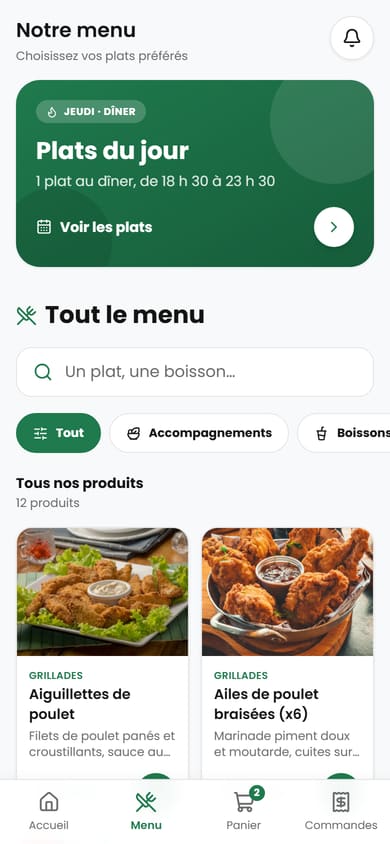 Notre menu
Choisissez vos plats préférés
JEUDI · DÎNER
Plats du jour
1 plat au dîner, de 18 h 30 à 23 h 30
Voir les plats
Tout le menu
Un plat, une boisson...
Tout
Accompagnements
Boissons
Tous nos produits
12 produits
GRILLADES
Aiguillettes de
poulet
Filets de poulet panés et
croustillants, sauce au...
GRILLADES
Ailes de poulet
braisées (x6)
Marinade piment doux
et moutarde, cuites sur...
2
Accueil
Menu
Panier
Commandes